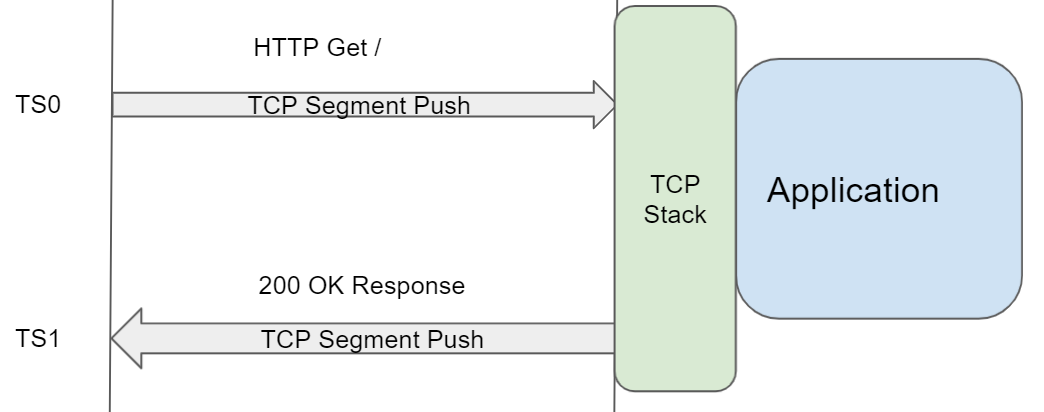 HTTP Get /
TS0
TCP Segment Push
TCP
Stack
Application
200 OK Response
TS1
TCP Segment Push